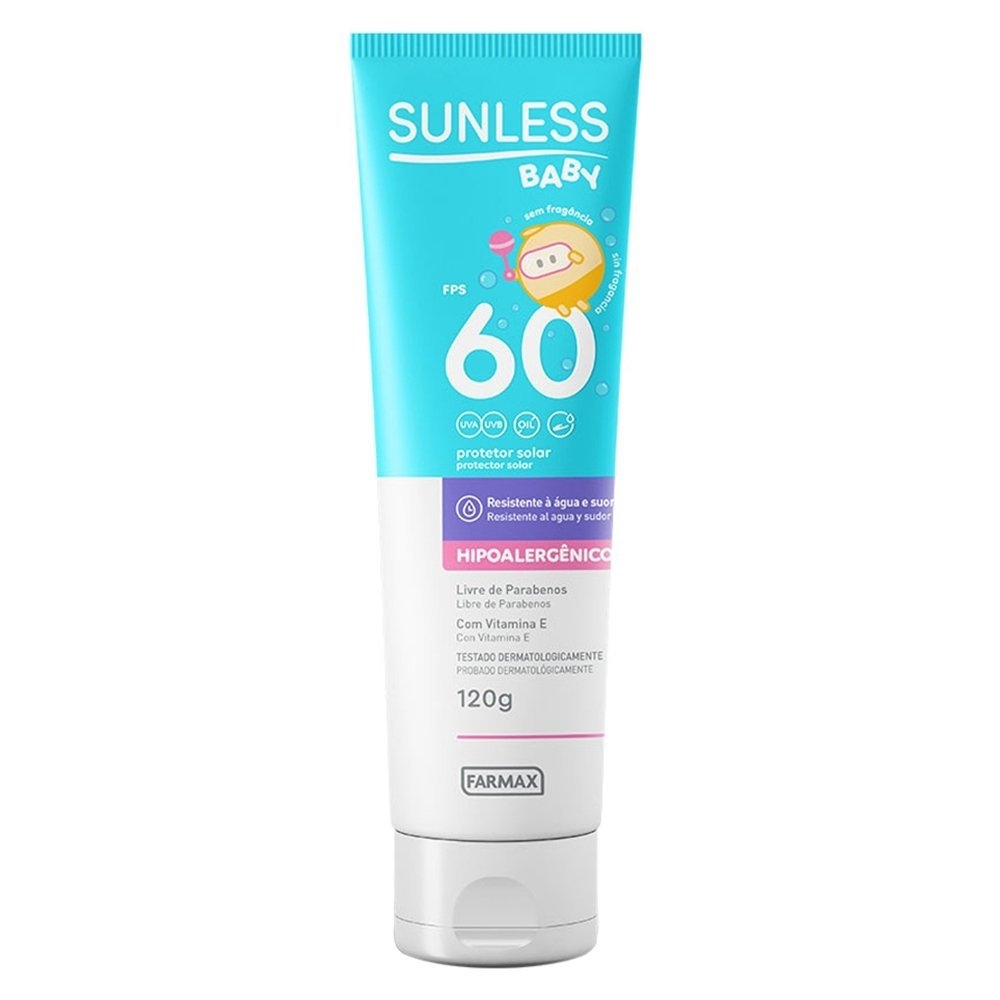 SUNLESS
BABY
sem fragância
sin fragancia
FPS
60
UVA UVB OIL
protetor solar
protector solar
Resistente à água e suor
Resistente al agua y sudor
HIPOALERGÊNICO
Livre de Parabenos
Libre de Parabenos
Com Vitamina E
Con Vitamina E
TESTADO DERMATOLOGICAMENTE
PROBADO DERMATOLÓGICAMENTE
120g
FARMAX